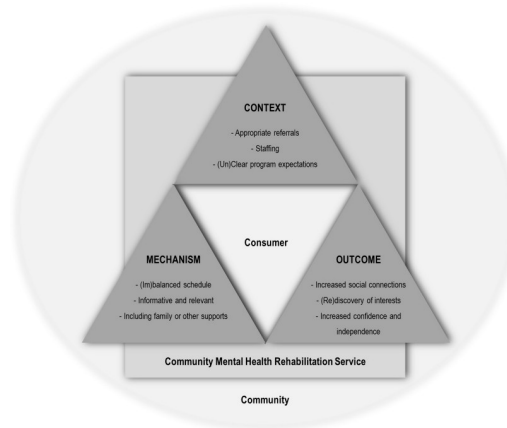 CONTEXT
- Appropriate referrals
- Staffing
- (Un)Clear program expectations
Consumer
MECHANISM
- (Im)balanced schedule
- Informative and relevant
- Including family or other supports
OUTCOME
- Increased social connections
- (Re)discovery of interests
- Increased confidence and
independence
Community Mental Health Rehabilitation Service
Community